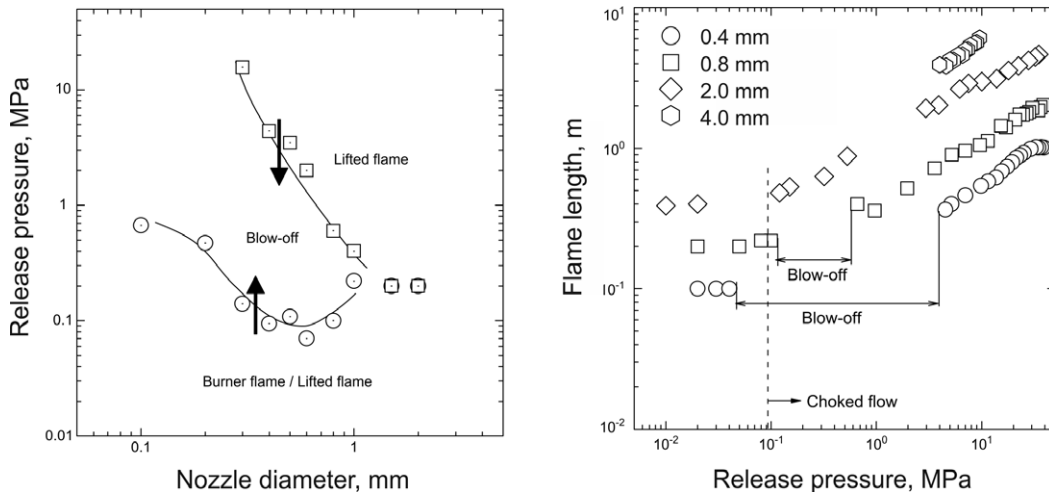 Release pressure, MPa
10
1
0.1
0.01
Lifted flame
Blow-off
Burner flame / Lifted flame
0.1
1
Nozzle diameter, mm
Flame length, m
10¹
10⁰
10⁻¹
10⁻²
0.4 mm
0.8 mm
2.0 mm
4.0 mm
Blow-off
Blow-off
Choked flow
10⁻²
10⁻¹
10⁰
10¹
Release pressure, MPa